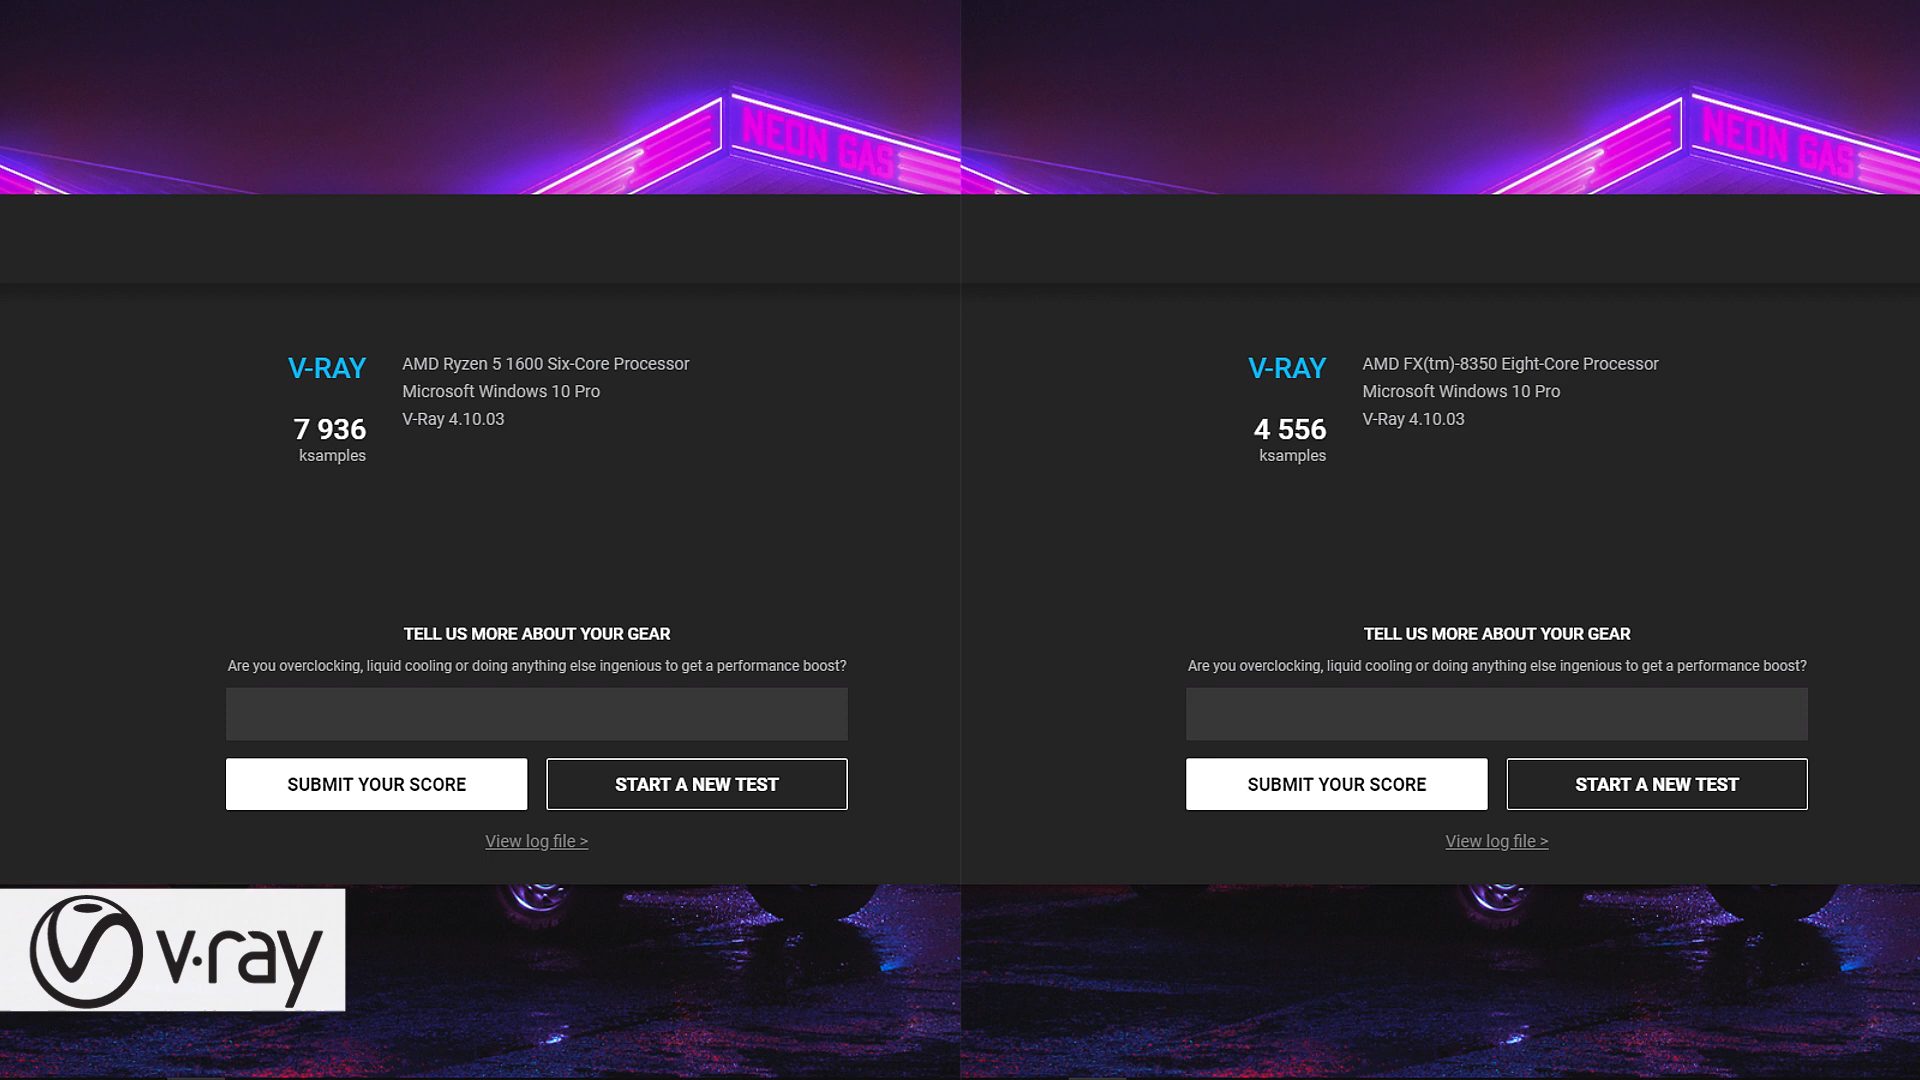 NEON GAS
NEON GAS
V-RAY
AMD Ryzen 5 1600 Six-Core Processor
Microsoft Windows 10 Pro
7 936
V-Ray 4.10.03
ksamples
TELL US MORE ABOUT YOUR GEAR
Are you overclocking, liquid cooling or doing anything else ingenious to get a performance boost?
SUBMIT YOUR SCORE
START A NEW TEST
View log file >
V-RAY
AMD FX(tm)-8350 Eight-Core Processor
Microsoft Windows 10 Pro
4 556
V-Ray 4.10.03
ksamples
TELL US MORE ABOUT YOUR GEAR
Are you overclocking, liquid cooling or doing anything else ingenious to get a performance boost?
SUBMIT YOUR SCORE
START A NEW TEST
View log file >
v.ray